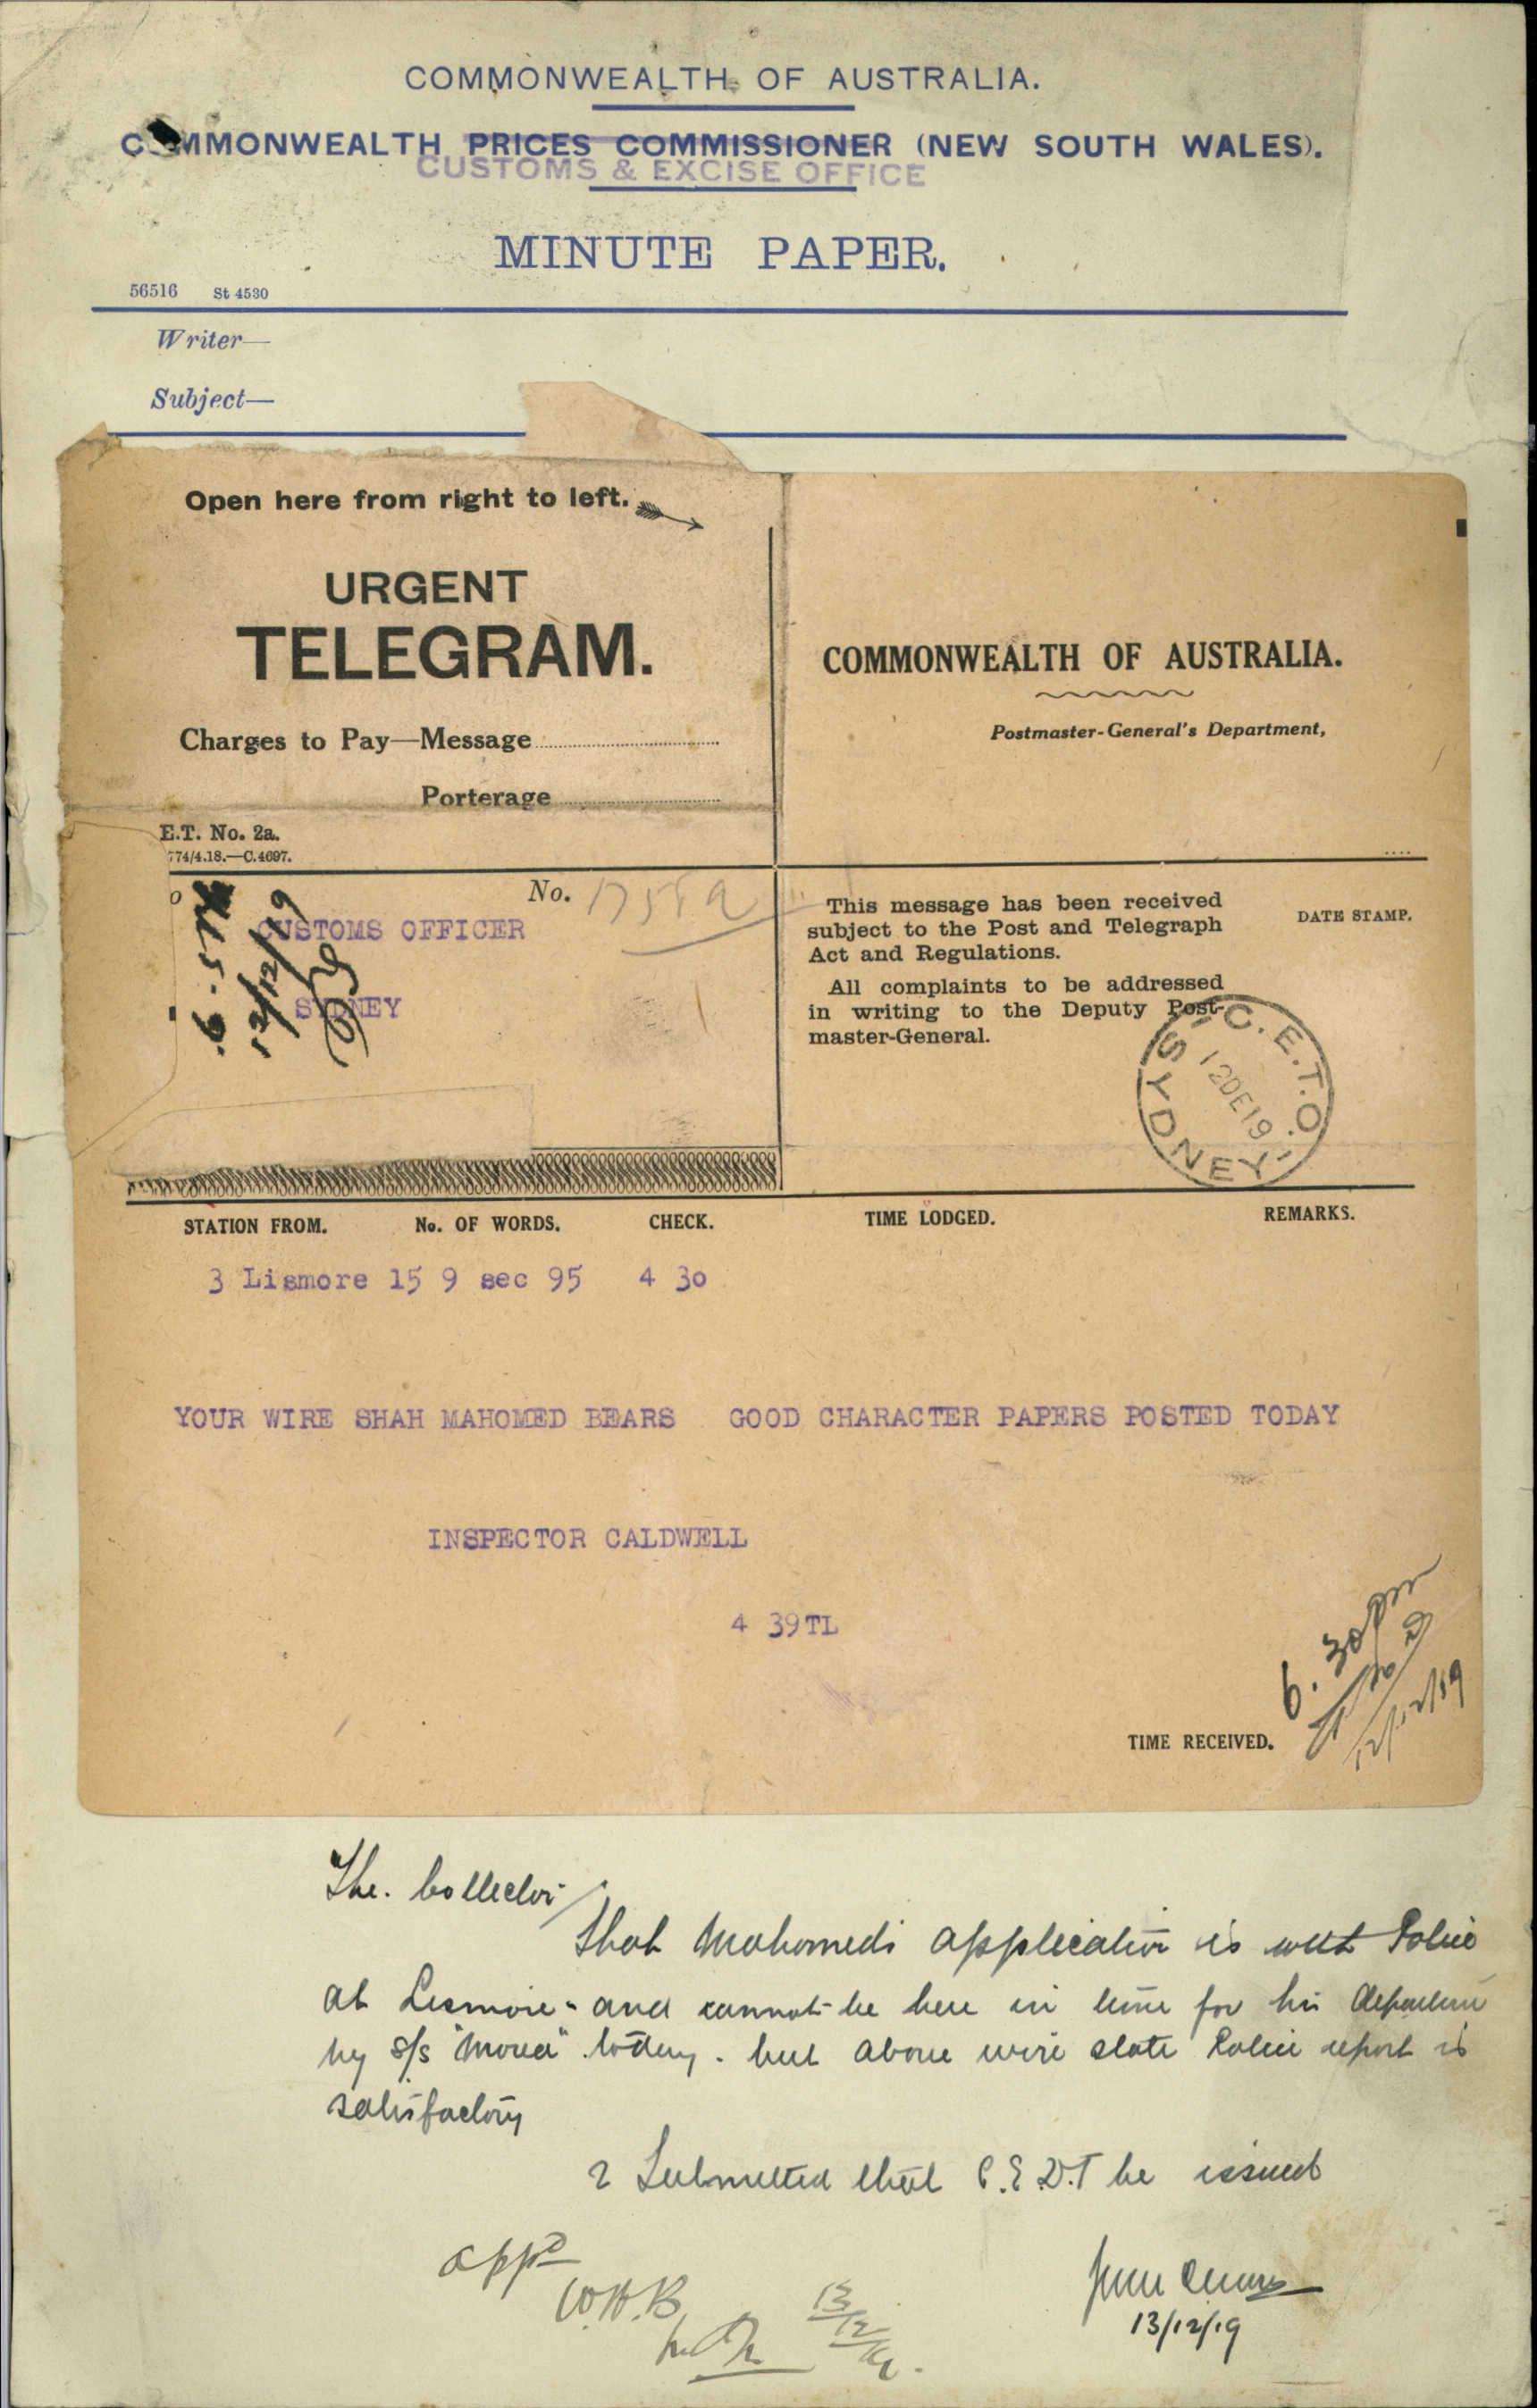 COMMONWEALTH OF AUSTRALIA.
COMMONWEALTH PRICES COMMISSIONER (NEW SOUTH WALES).
CUSTOMS & EXCISE OFFICE
MINUTE PAPER.
56516 St 4530
Writer—
Subject—
Open here from right to left.
URGENT
TELEGRAM.
Charges to Pay—Message
Porterage
E.T. No. 2a.
774/4.18.—C.4697.
COMMONWEALTH OF AUSTRALIA.
Postmaster-General's Department,
No.
CUSTOMS OFFICER
SYDNEY
12/12/19
This message has been received
subject to the Post and Telegraph
Act and Regulations.
All complaints to be addressed
in writing to the Deputy Post-
master-General.
DATE STAMP.
C.E.T.O. SYDNEY
12DE19
STATION FROM. No. OF WORDS. CHECK. TIME LODGED. REMARKS.
3 Lismore 15 9 sec 95 4 30
YOUR WIRE SHAH MAHOMED BEARS GOOD CHARACTER PAPERS POSTED TODAY
INSPECTOR CALDWELL
4 39TL
TIME RECEIVED.
6.30pm
12/12/19
The. Collector
Shah Mahomed's application is with Police
at Lismore - and cannot be here in time for his departure
by s/s "Morea" today. but above wire state Police report is
satisfactory
2 Submitted that C.E.D.T be issued
appd
W.H.B.
13/12/19
13/12/19